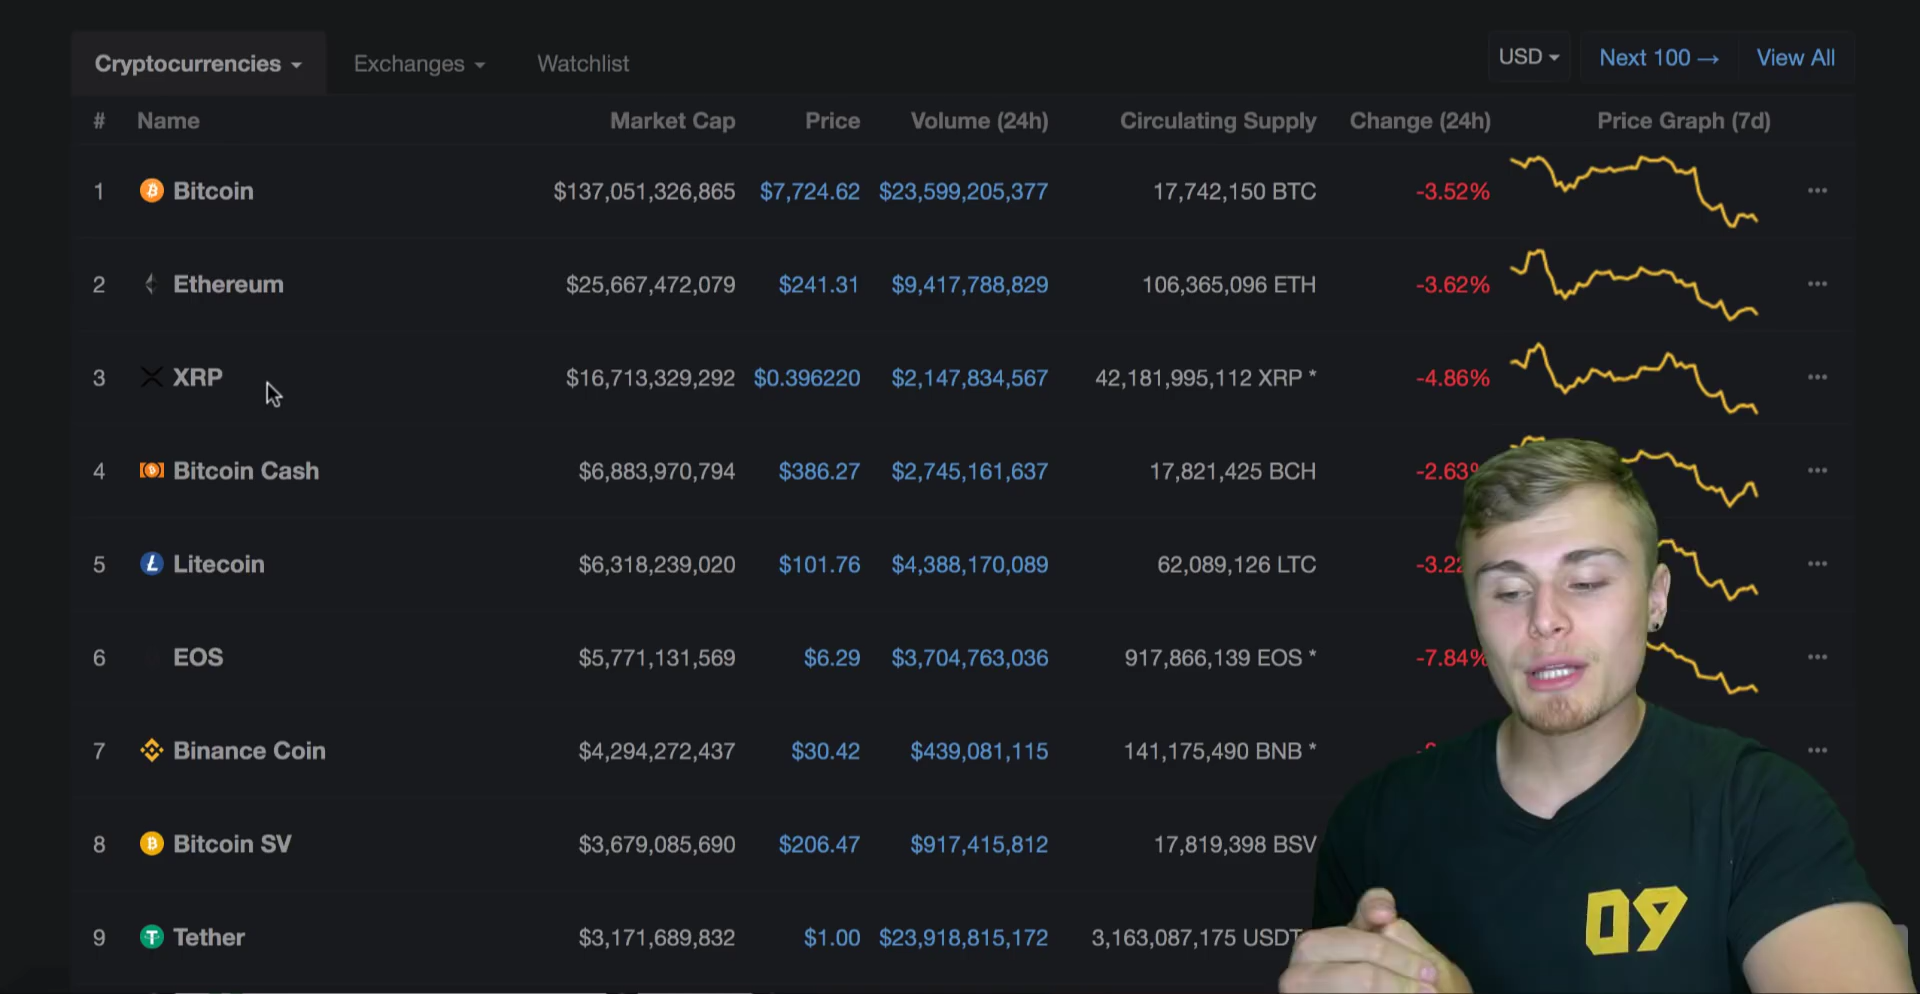 Cryptocurrencies Exchanges Watchlist USD Next 100 → View All
# Name Market Cap Price Volume (24h) Circulating Supply Change (24h) Price Graph (7d)
1 Bitcoin $137,051,326,865 $7,724.62 $23,599,205,377 17,742,150 BTC -3.52%
2 Ethereum $25,667,472,079 $241.31 $9,417,788,829 106,365,096 ETH -3.62%
3 XRP $16,713,329,292 $0.396220 $2,147,834,567 42,181,995,112 XRP * -4.86%
4 Bitcoin Cash $6,883,970,794 $386.27 $2,745,161,637 17,821,425 BCH -2.63%
5 Litecoin $6,318,239,020 $101.76 $4,388,170,089 62,089,126 LTC
6 EOS $5,771,131,569 $6.29 $3,704,763,036 917,866,139 EOS * -7.84%
7 Binance Coin $4,294,272,437 $30.42 $439,081,115 141,175,490 BNB *
8 Bitcoin SV $3,679,085,690 $206.47 $917,415,812 17,819,398 BSV
9 Tether $3,171,689,832 $1.00 $23,918,815,172 3,163,087,175 USDT
09